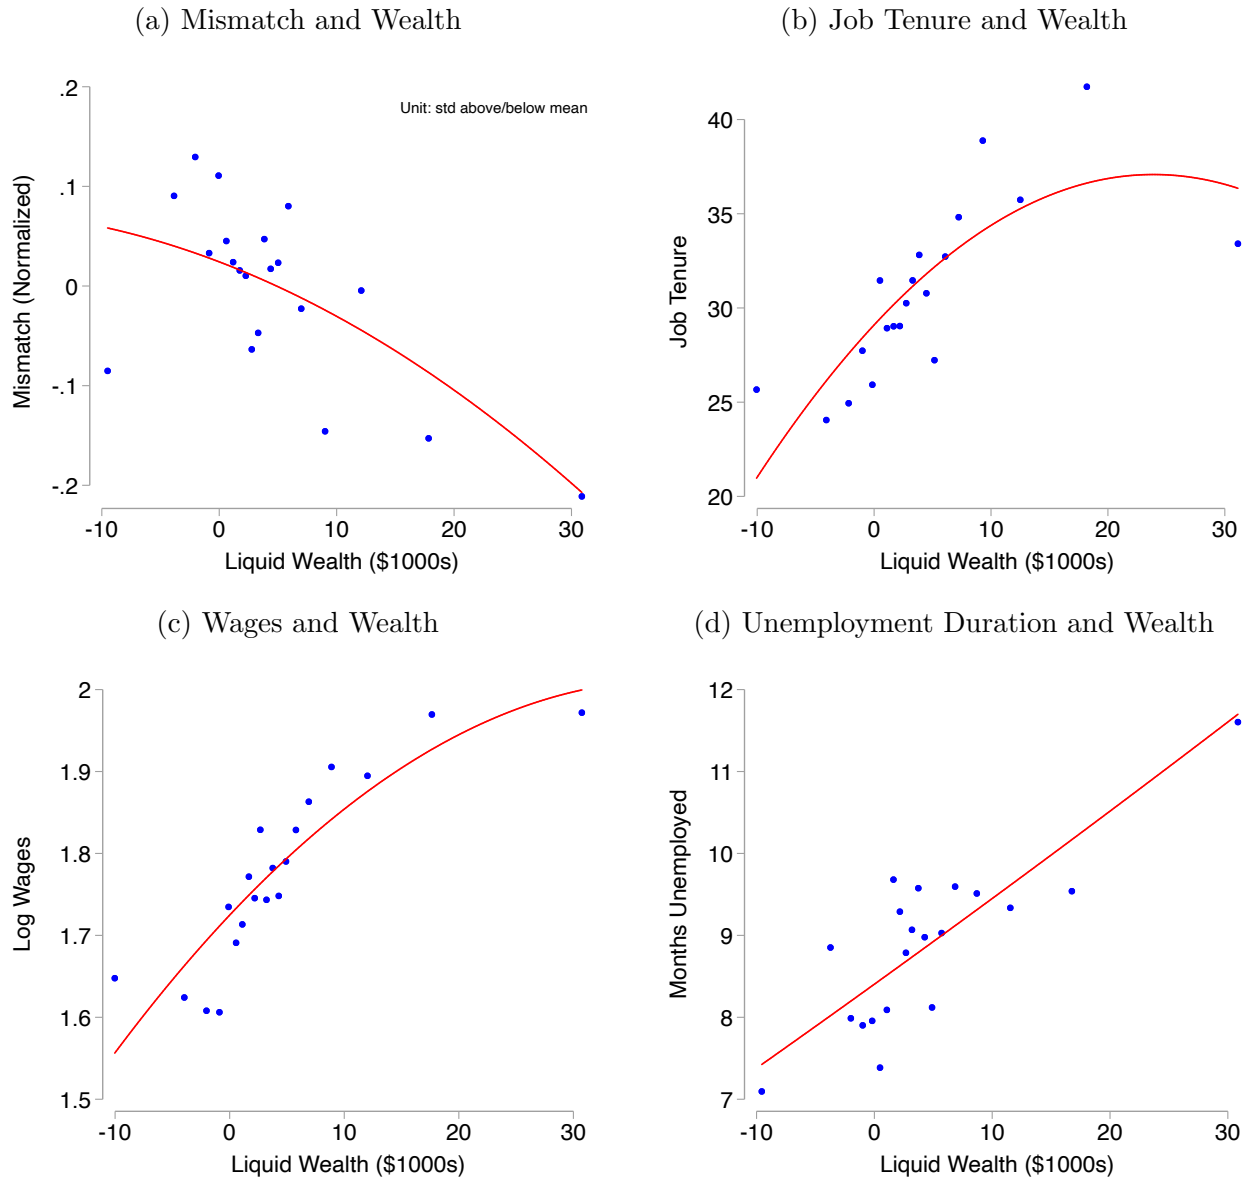 (a) Mismatch and Wealth
Unit: std above/below mean
Mismatch (Normalized)
.2
.1
0
-.1
-.2
-10 0 10 20 30
Liquid Wealth ($1000s)
(b) Job Tenure and Wealth
Job Tenure
40
35
30
25
20
-10 0 10 20 30
Liquid Wealth ($1000s)
(c) Wages and Wealth
Log Wages
2
1.9
1.8
1.7
1.6
1.5
-10 0 10 20 30
Liquid Wealth ($1000s)
(d) Unemployment Duration and Wealth
Months Unemployed
12
11
10
9
8
7
-10 0 10 20 30
Liquid Wealth ($1000s)